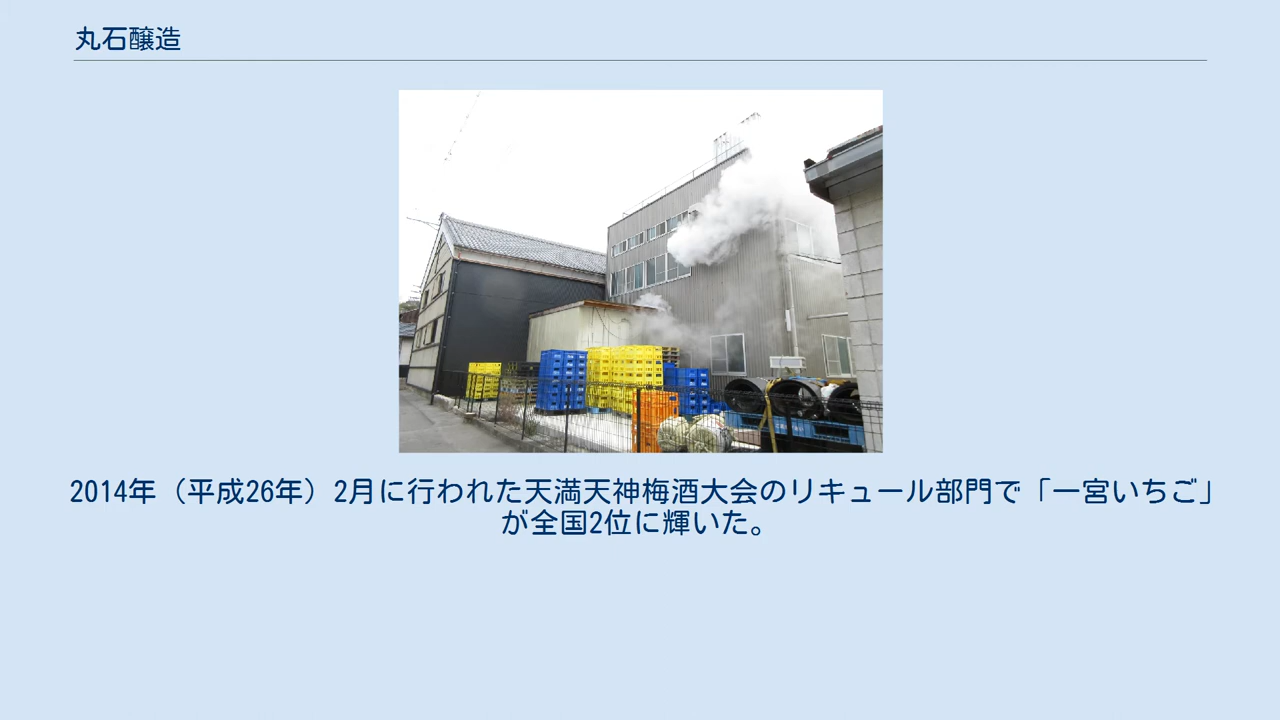 丸石醸造
2014年（平成26年）2月に行われた天満天神梅酒大会のリキュール部門で「一宮いちご」
が全国2位に輝いた。